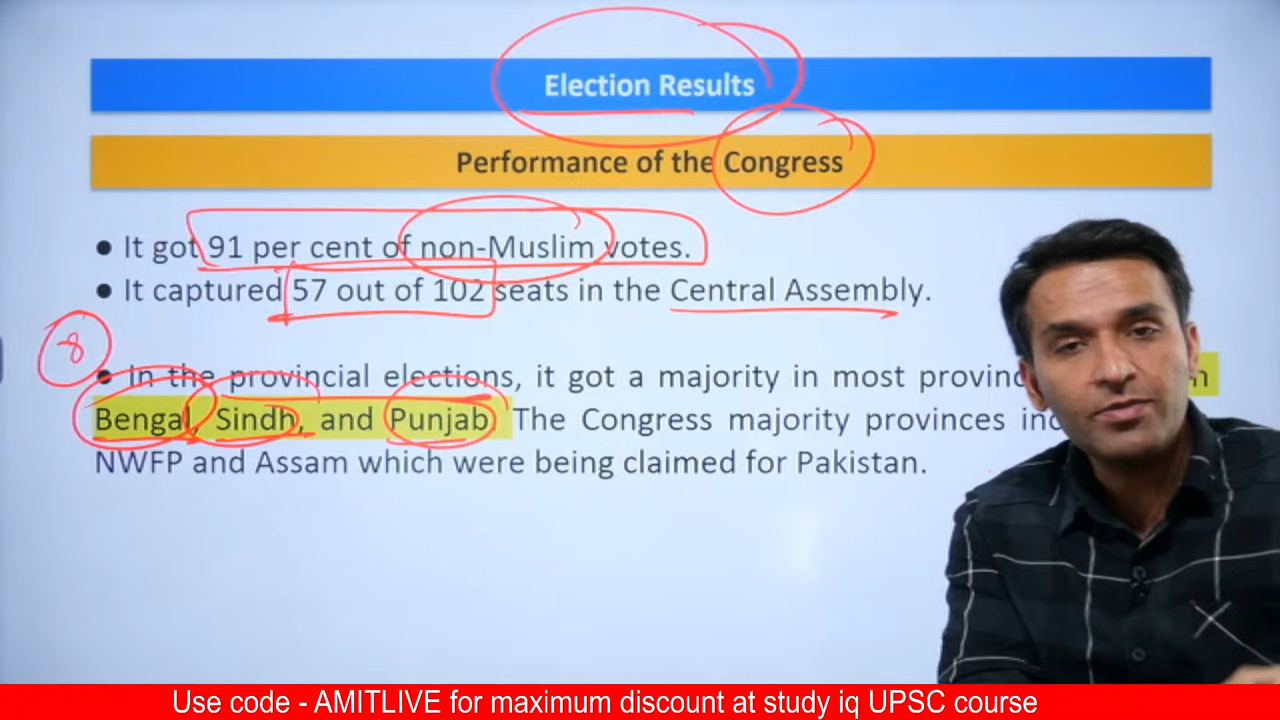 Election Results
Performance of the Congress
● It got 91 per cent of non-Muslim votes.
● It captured 57 out of 102 seats in the Central Assembly.
8
● In the provincial elections, it got a majority in most
Bengal, Sindh, and Punjab. The Congress majority provinces
NWFP and Assam which were being claimed for Pakistan.
Use code - AMITLIVE for maximum discount at study iq UPSC course